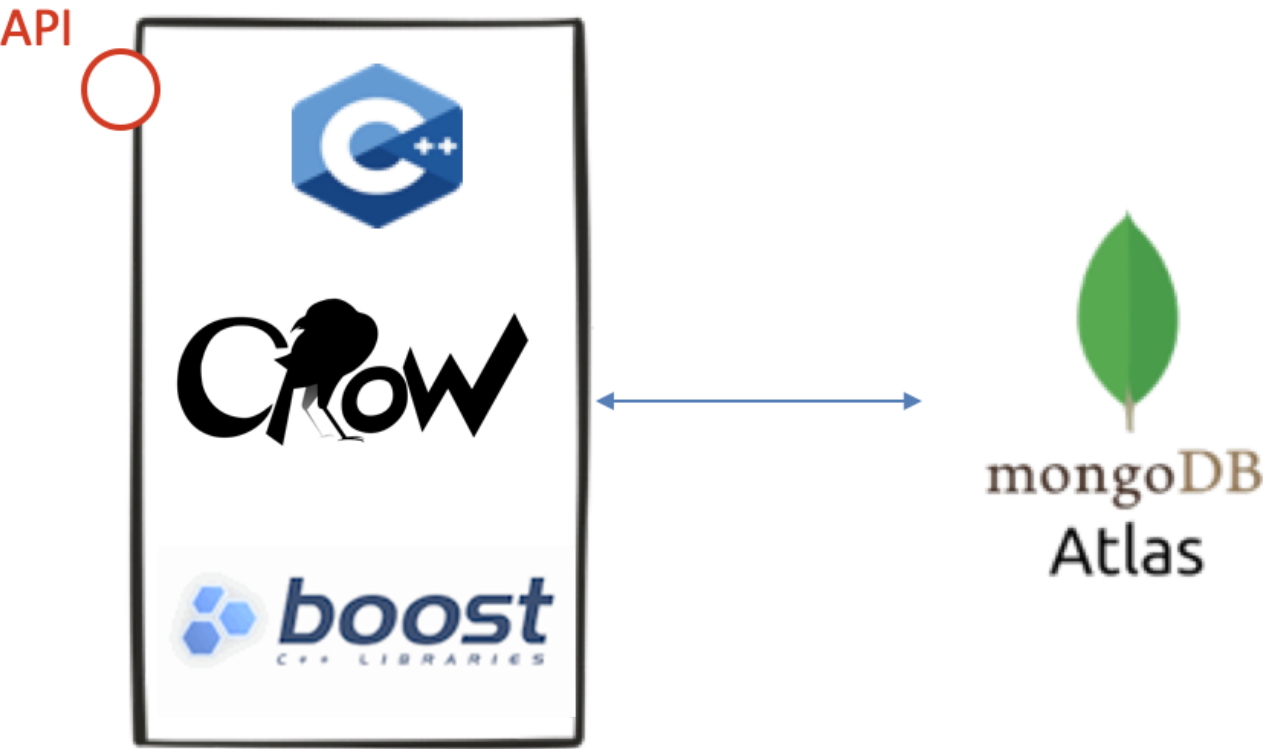 API
C++
CROW
boost
C++ LIBRARIES
mongoDB
Atlas